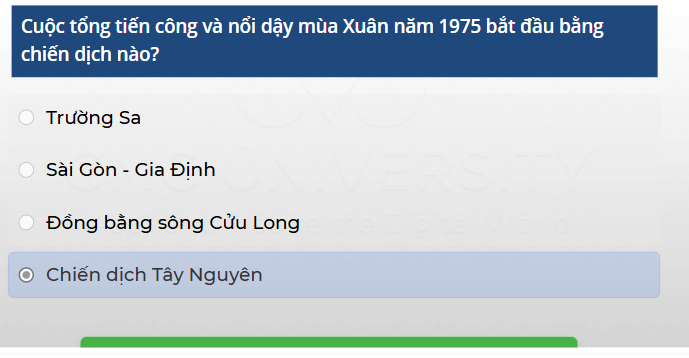 Cuộc tổng tiến công và nổi dậy mùa Xuân năm 1975 bắt đầu bằng
chiến dịch nào?
Trường Sa
Sài Gòn - Gia Định
Đồng bằng sông Cửu Long
Chiến dịch Tây Nguyên